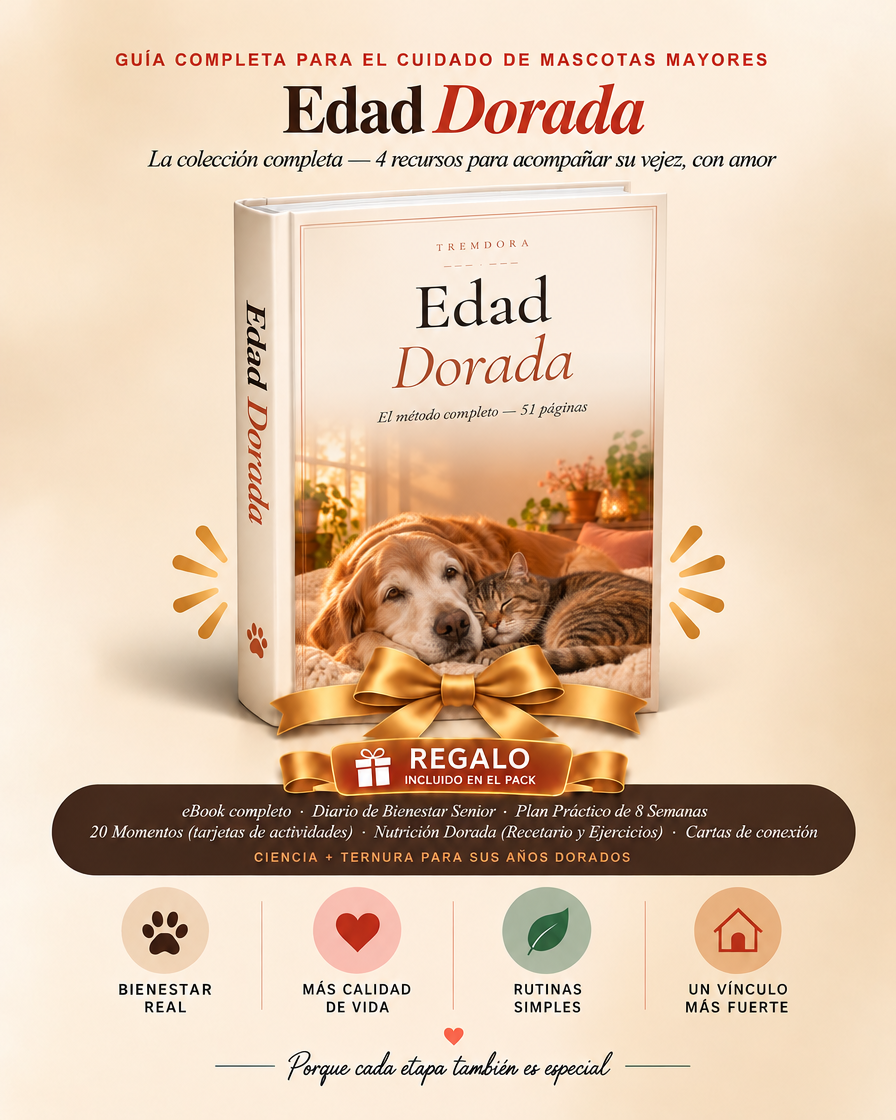 GUÍA COMPLETA PARA EL CUIDADO DE MASCOTAS MAYORES
Edad Dorada
La colección completa — 4 recursos para acompañar su vejez, con amor
TREMDORA
Edad
Dorada
El método completo — 51 páginas
Edad Dorada
REGALO
INCLUIDO EN EL PACK
eBook completo · Diario de Bienestar Senior · Plan Práctico de 8 Semanas
20 Momentos (tarjetas de actividades) · Nutrición Dorada (Recetario y Ejercicios) · Cartas de conexión
CIENCIA + TERNURA PARA SUS AÑOS DORADOS
BIENESTAR
REAL
MÁS CALIDAD
DE VIDA
RUTINAS
SIMPLES
UN VÍNCULO
MÁS FUERTE
Porque cada etapa también es especial